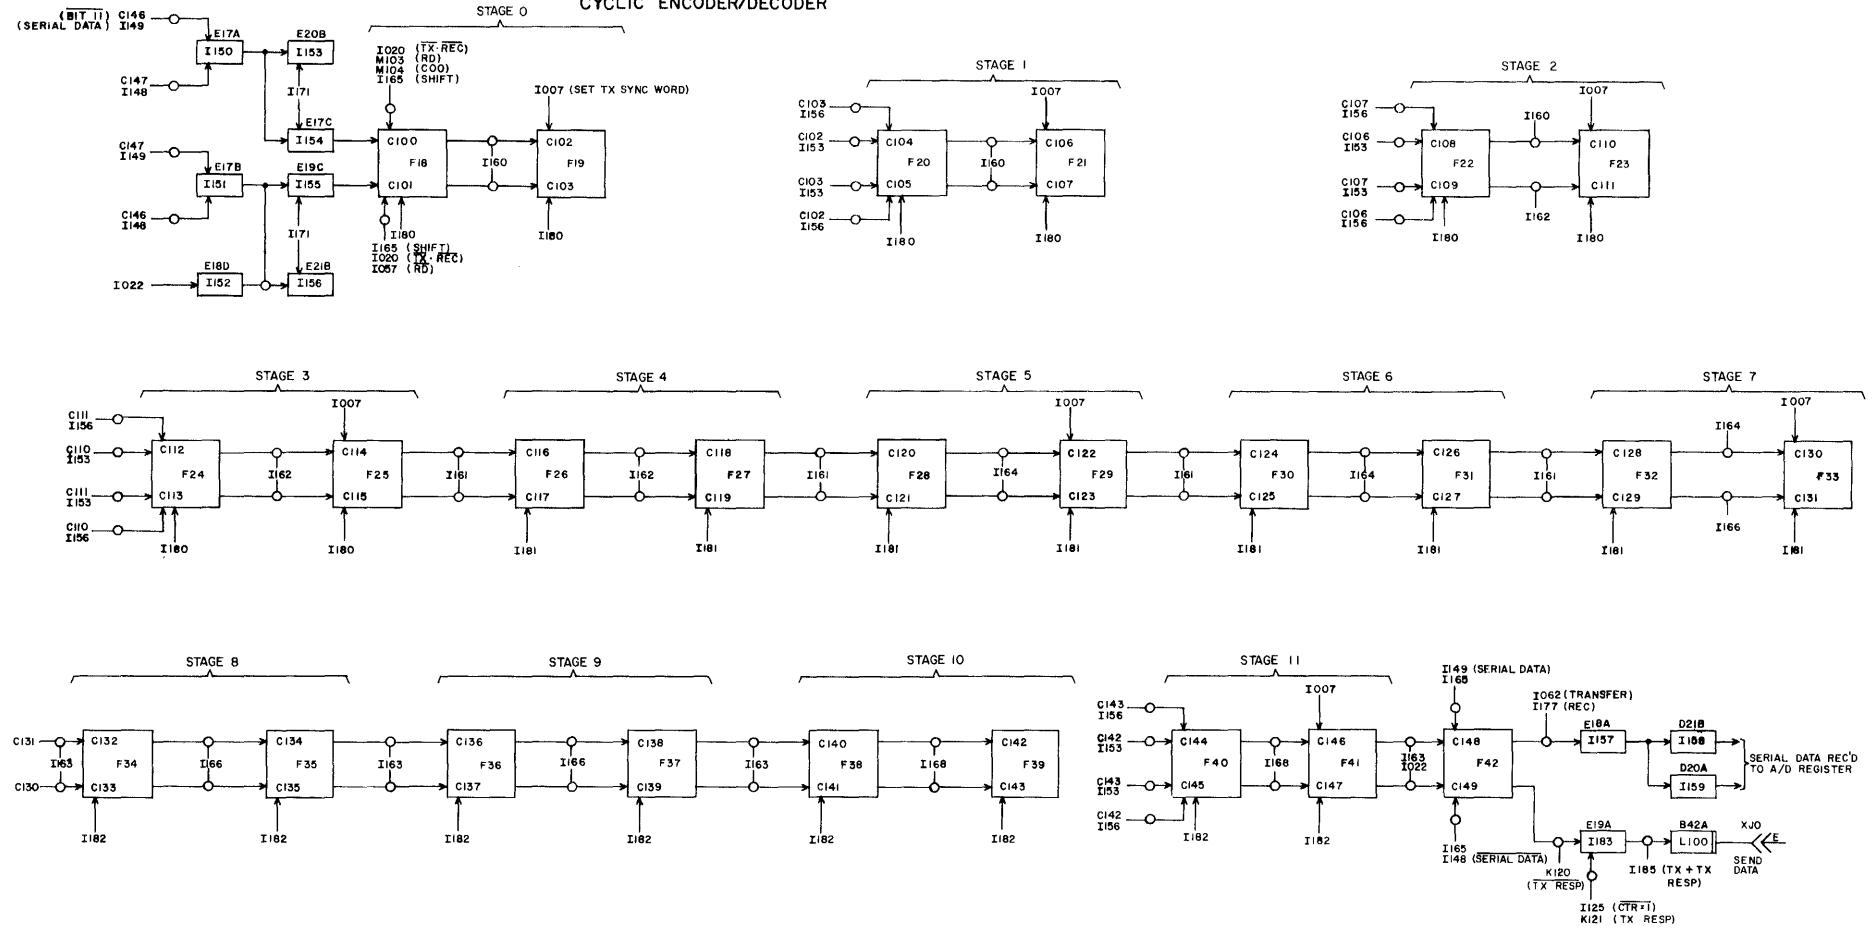 CYCLIC ENCODER/DECODER
(BIT 11) C146
(SERIAL DATA) I149
E17A
I150
E20B
I153
C147
I148
I171
E17C
I154
C147
I149
E17B
I151
E19C
I155
C146
I148
I171
E18D
E21B
I022
I152
I156
STAGE 0
I020 (TX·REC)
M103 (RD)
M104 (COO)
I165 (SHIFT)
I007 (SET TX SYNC WORD)
C100
F18
C101
I160
C102
F19
C103
I180
I180
I165 (SHIFT)
I020 (TX·REC)
I057 (RD)
STAGE 1
C103
I156
I007
C102
I153
C104
F20
C105
I160
C106
F21
C107
C103
I153
C102
I156
I180
I180
STAGE 2
I007
C107
I156
I160
C106
I153
C108
F22
C109
C110
F23
C111
C107
I153
C106
I156
I162
I180
I180
STAGE 3
STAGE 4
STAGE 5
STAGE 6
STAGE 7
I007
I007
I007
C111
I156
I164
C110
I153
C112
F24
C113
I162
C114
F25
C115
I161
C116
F26
C117
I162
C118
F27
C119
I161
C120
F28
C121
I164
C122
F29
C123
I161
C124
F30
C125
I164
C126
F31
C127
I161
C128
F32
C129
C130
F33
C131
C111
I153
C110
I156
I166
I180
I180
I181
I181
I181
I181
I181
I181
I181
I181
STAGE 8
STAGE 9
STAGE 10
STAGE 11
C131
I163
C130
C132
F34
C133
I166
C134
F35
C135
I163
C136
F36
C137
I166
C138
F37
C139
I163
C140
F38
C141
I168
C142
F39
C143
I182
I182
I182
I182
I182
I182
C143
I156
I007
I149 (SERIAL DATA)
I165
C142
I153
C144
F40
C145
I168
C146
F41
C147
I163
I022
C148
F42
C149
C143
I153
C142
I156
I182
I182
I165
I148 (SERIAL DATA)
I062 (TRANSFER)
I177 (REC)
E18A
I157
D21B
I158
D20A
I159
SERIAL DATA REC'D
TO A/D REGISTER
E19A
I183
B42A
L100
XJ0
E
SEND
DATA
K120
(TX RESP)
I185 (TX + TX
RESP)
I125 (CTR=1)
K121 (TX RESP)